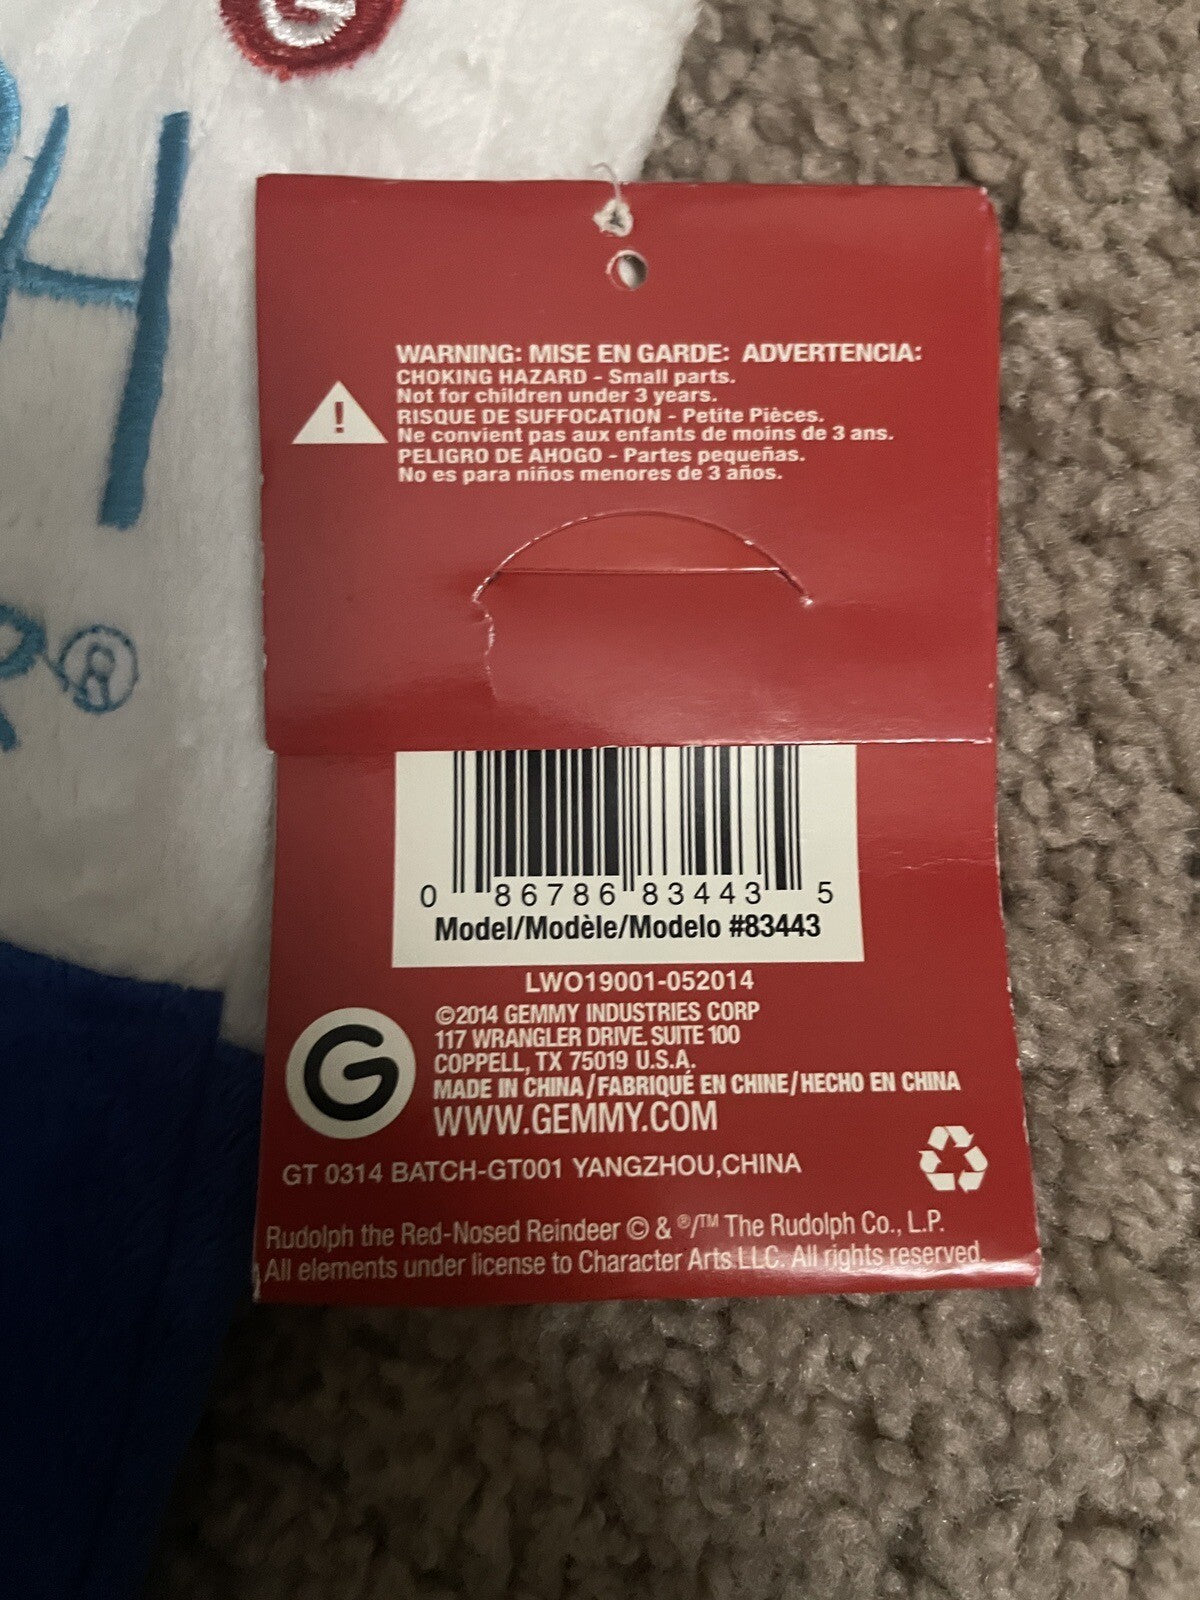 G
H
R®
WARNING: MISE EN GARDE: ADVERTENCIA:
CHOKING HAZARD - Small parts.
Not for children under 3 years.
RISQUE DE SUFFOCATION - Petite Pièces.
Ne convient pas aux enfants de moins de 3 ans.
PELIGRO DE AHOGO - Partes pequeñas.
No es para niños menores de 3 años.
!
0 86786 83443 5
Model/Modèle/Modelo #83443
LWO19001-052014
©2014 GEMMY INDUSTRIES CORP
117 WRANGLER DRIVE. SUITE 100
COPPELL, TX 75019 U.S.A.
MADE IN CHINA/FABRIQUÉ EN CHINE/HECHO EN CHINA
WWW.GEMMY.COM
G
GT 0314 BATCH-GT001 YANGZHOU,CHINA
Rudolph the Red-Nosed Reindeer © & ®/™ The Rudolph Co., L.P.
All elements under license to Character Arts LLC. All rights reserved.